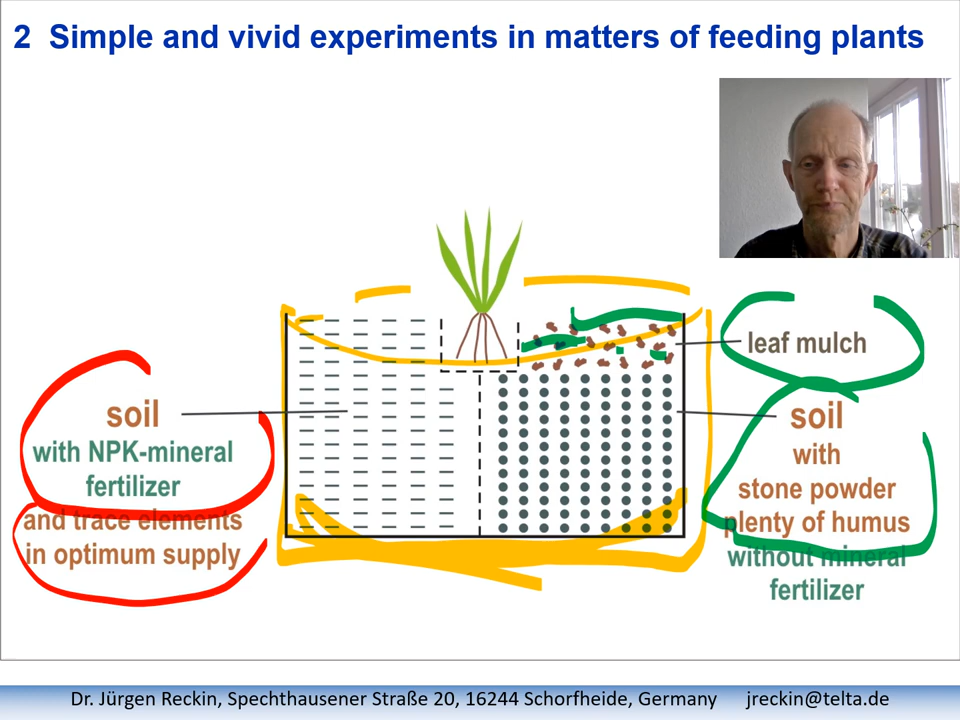 2 Simple and vivid experiments in matters of feeding plants
leaf mulch
soil
with NPK-mineral
fertilizer
and trace elements
in optimum supply
soil
with
stone powder
plenty of humus
without mineral
fertilizer
Dr. Jürgen Reckin, Spechthausener Straße 20, 16244 Schorfheide, Germany jreckin@telta.de